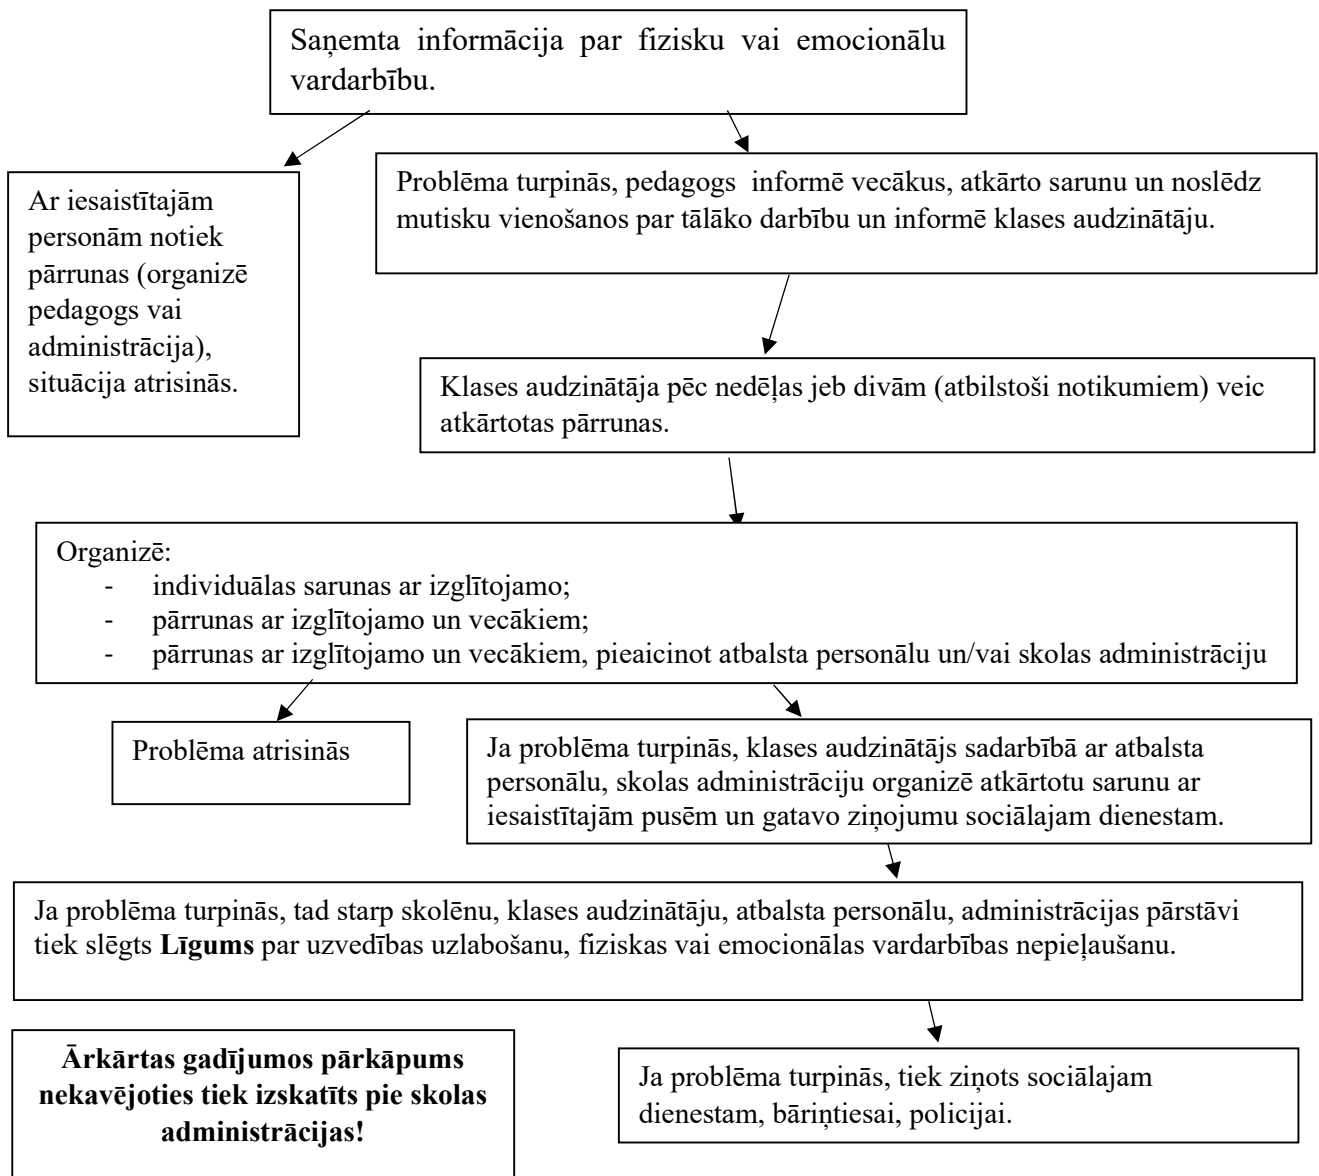 Saņemta informācija par fizisku vai emocionālu
vardarbību.
Ar iesaistītajām
personām notiek
pārrunas (organizē
pedagogs vai
administrācija),
situācija atrisinās.
Problēma turpinās, pedagogs  informē vecākus, atkārto sarunu un noslēdz
mutisku vienošanos par tālāko darbību un informē klases audzinātāju.
Klases audzinātāja pēc nedēļas jeb divām (atbilstoši notikumiem) veic
atkārtotas pārrunas.
Organizē:
- individuālas sarunas ar izglītojamo;
- pārrunas ar izglītojamo un vecākiem;
- pārrunas ar izglītojamo un vecākiem, pieaicinot atbalsta personālu un/vai skolas administrāciju
Problēma atrisinās
Ja problēma turpinās, klases audzinātājs sadarbībā ar atbalsta
personālu, skolas administrāciju organizē atkārtotu sarunu ar
iesaistītajām pusēm un gatavo ziņojumu sociālajam dienestam.
Ja problēma turpinās, tad starp skolēnu, klases audzinātāju, atbalsta personālu, administrācijas pārstāvi
tiek slēgts Līgums par uzvedības uzlabošanu, fiziskas vai emocionālas vardarbības nepieļaušanu.
Ārkārtas gadījumos pārkāpums
nekavējoties tiek izskatīts pie skolas
administrācijas!
Ja problēma turpinās, tiek ziņots sociālajam
dienestam, bāriņtiesai, policijai.